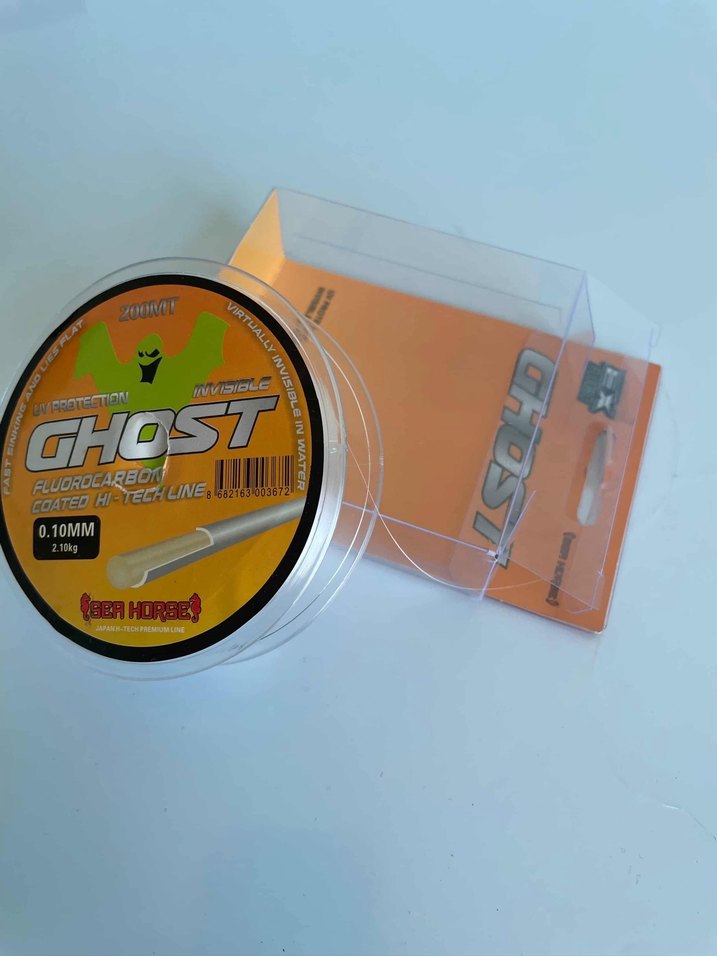 200MT
FAST SINKING AND LIES FLAT
VIRTUALLY INVISIBLE IN WATER
UV PROTECTION
INVISIBLE
GHOST
FLUOROCARBON
COATED HI-TECH LINE
8 682163 003672
0.10MM
2.10kg
SEA HORSE
JAPAN H-TECH PREMIUM LINE
GHOST